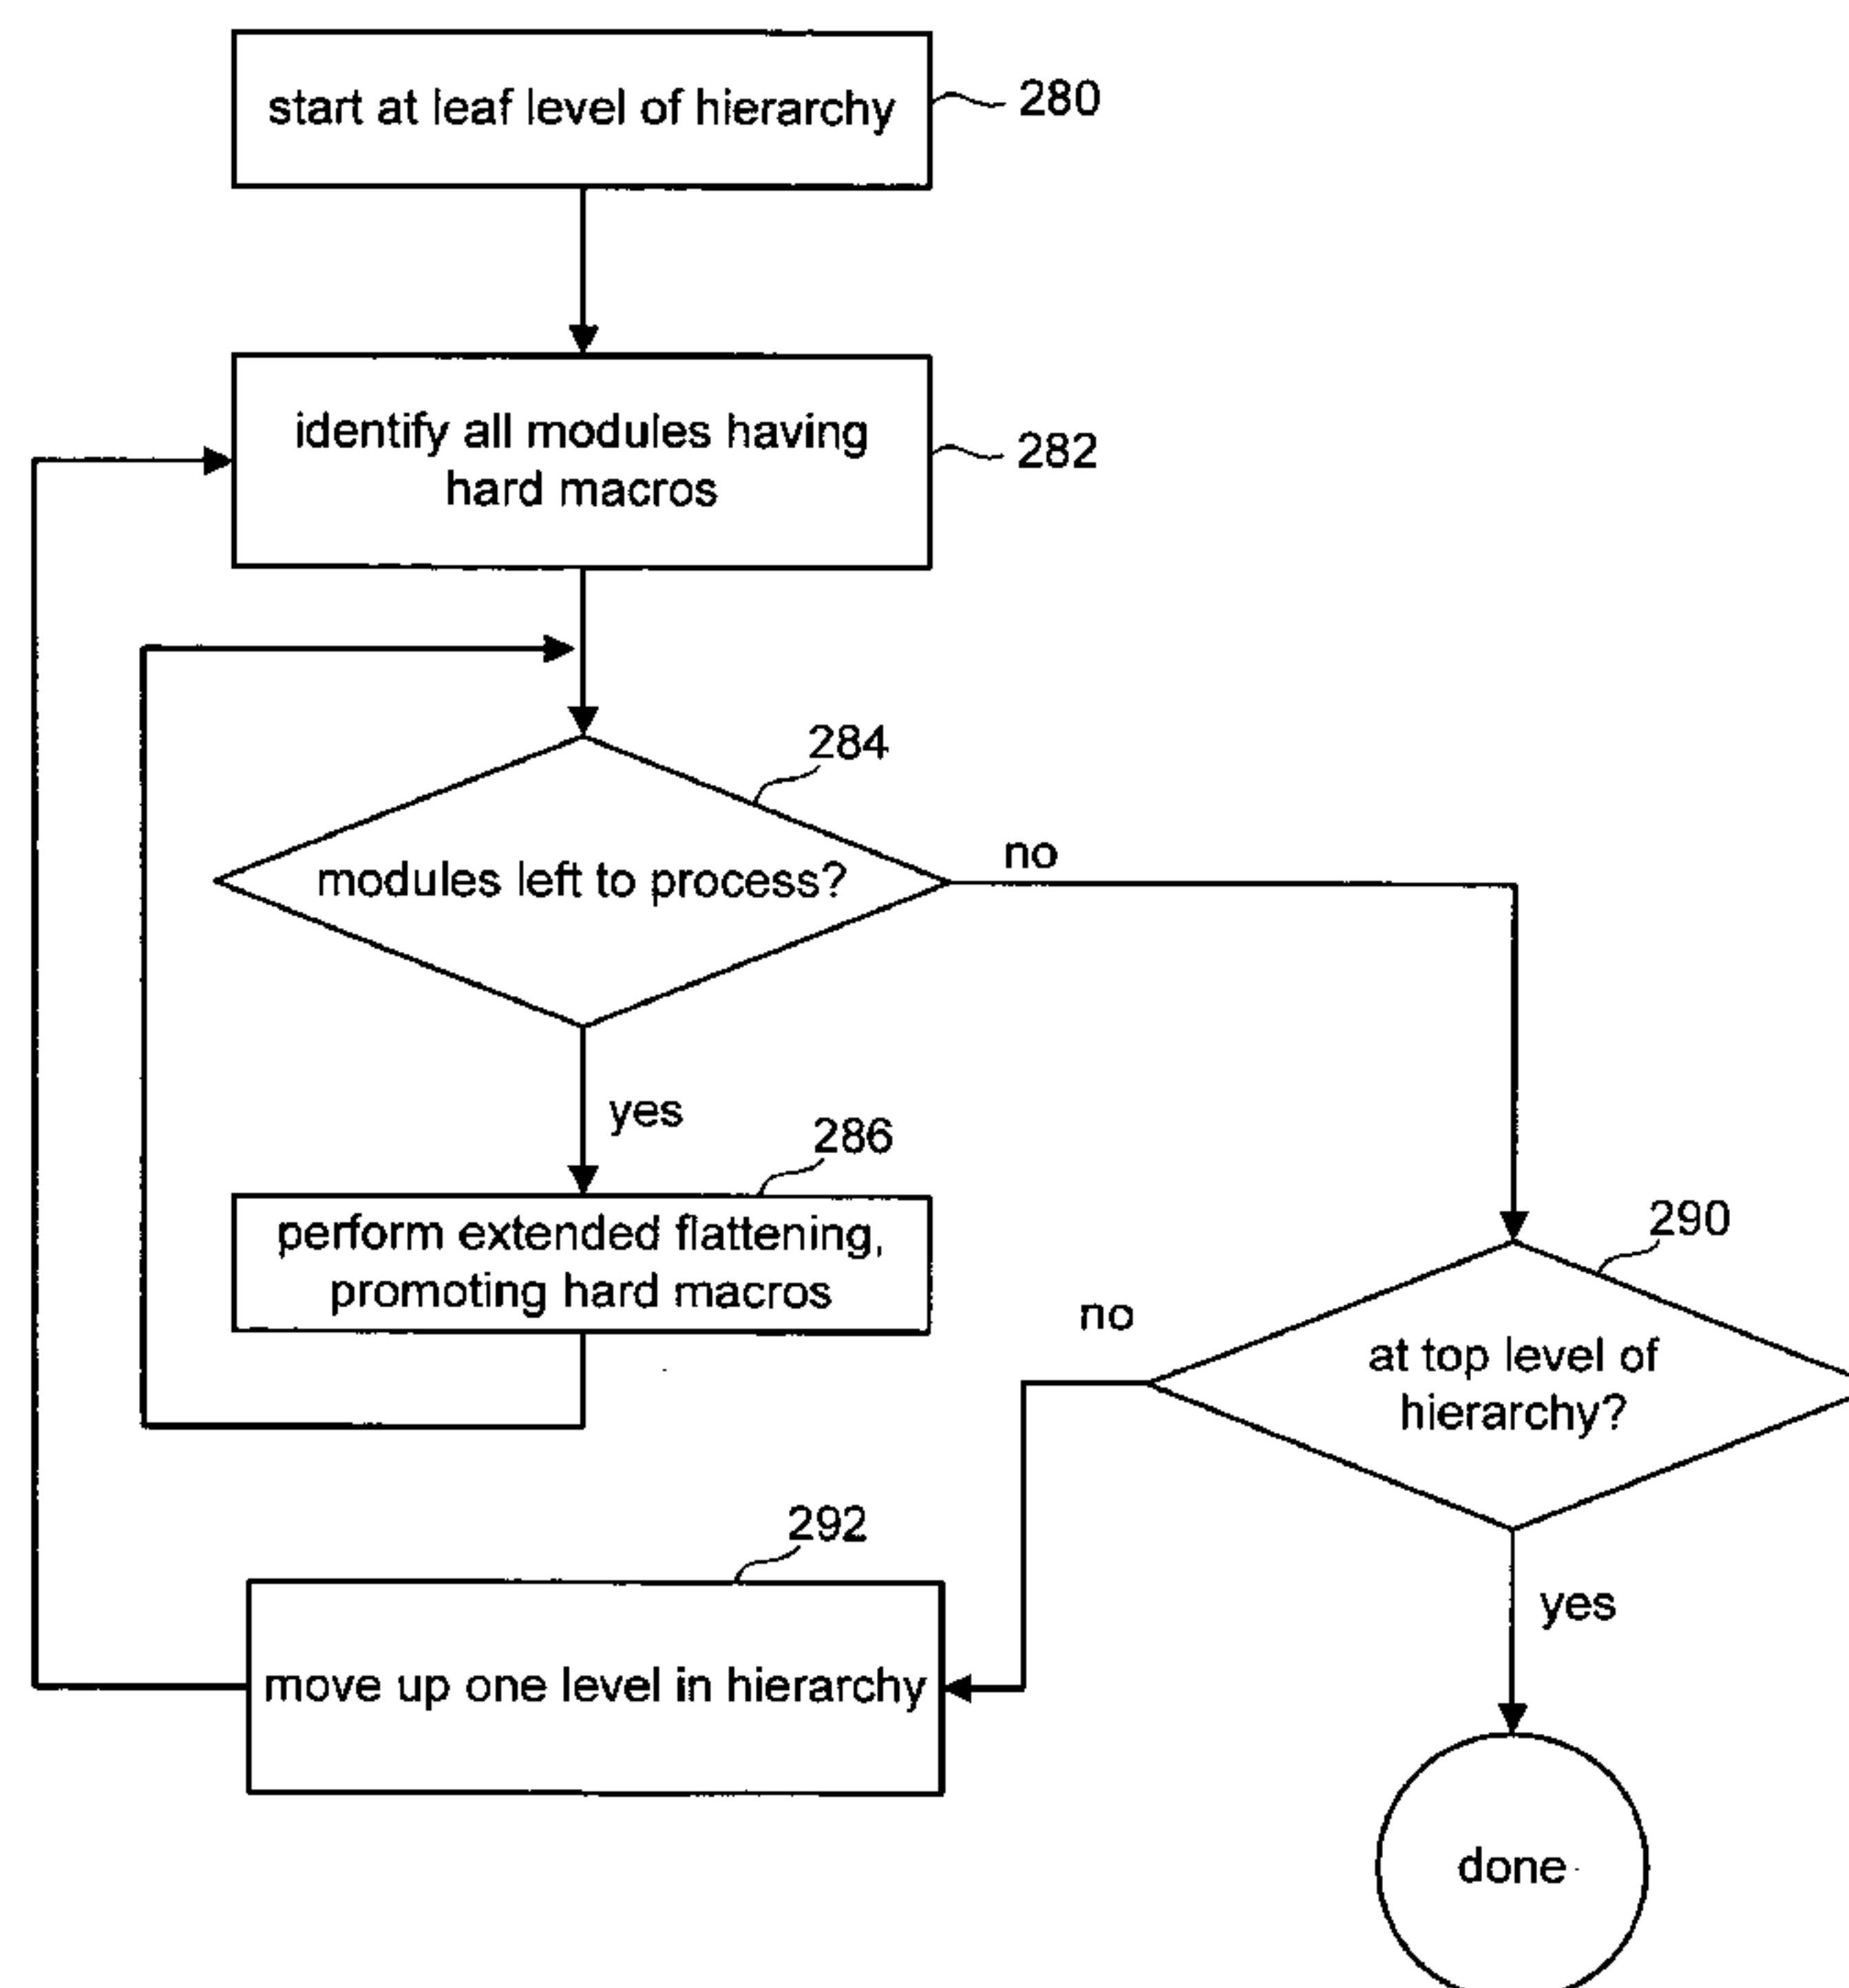 start at leaf level of hierarchy
280
identify all modules having
hard macros
282
284
modules left to process?
no
yes
286
perform extended flattening,
promoting hard macros
290
no
at top level of
hierarchy?
292
move up one level in hierarchy
yes
done